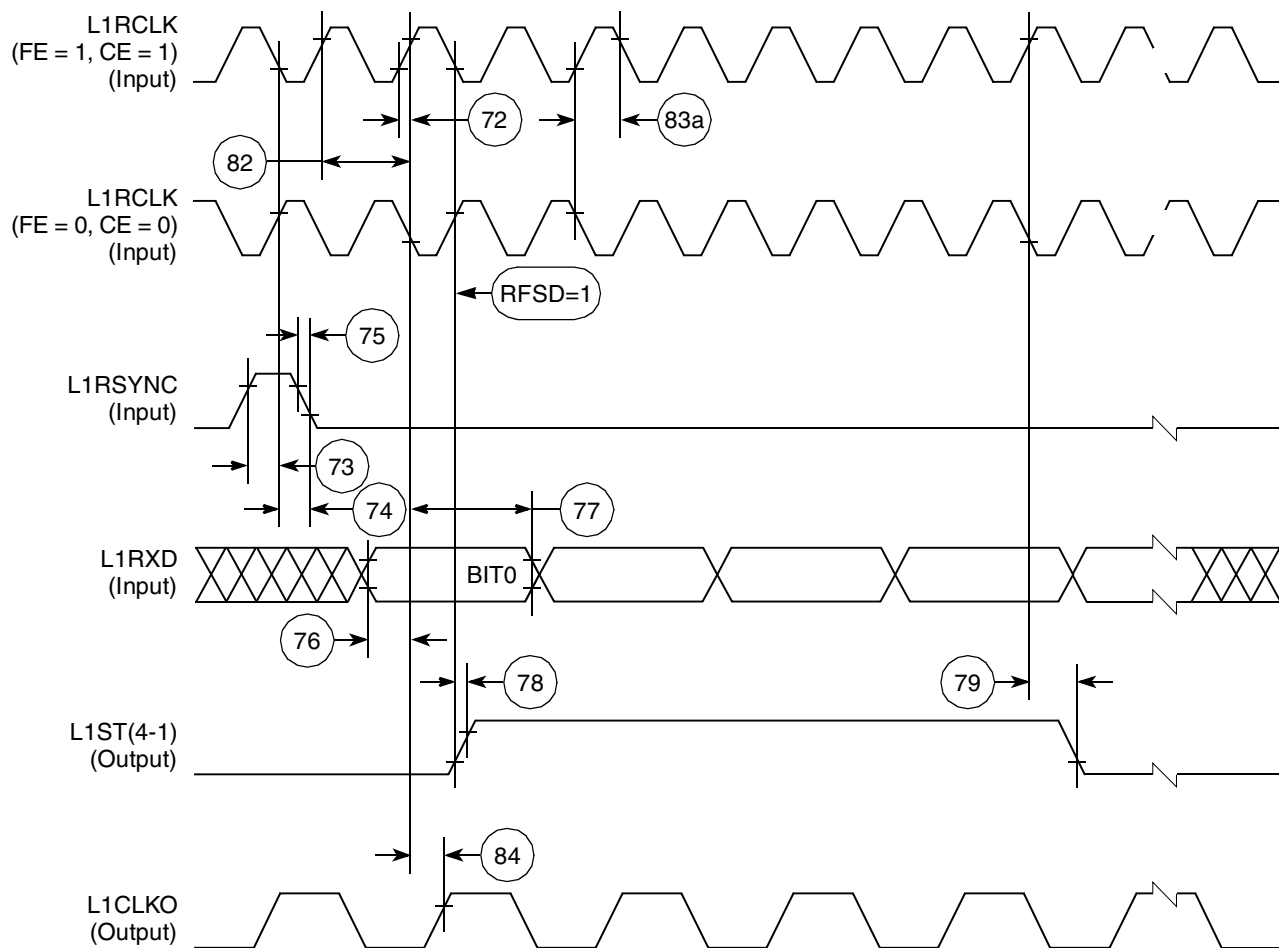 L1RCLK
(FE = 1, CE = 1)
(Input)
72
83a
82
L1RCLK
(FE = 0, CE = 0)
(Input)
RFSD=1
75
L1RSYNC
(Input)
73
74
77
L1RXD
(Input)
BIT0
76
78
79
L1ST(4-1)
(Output)
84
L1CLKO
(Output)